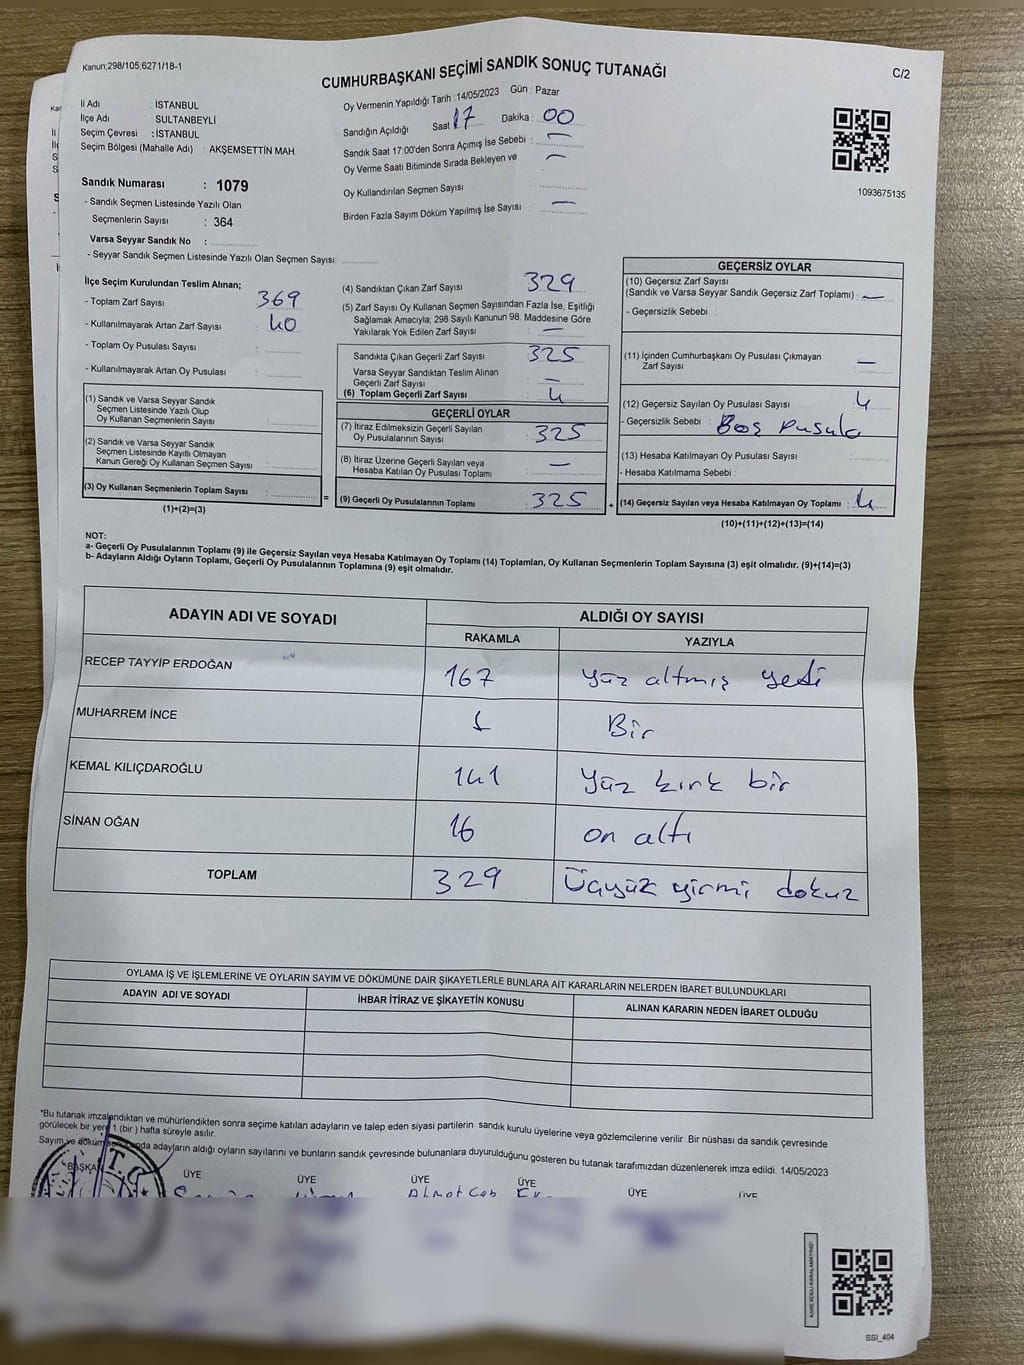 Kanun;298/105,6271/18-1
CUMHURBAŞKANI SEÇİMİ SANDIK SONUÇ TUTANAĞI
C/2
İl Adı : İSTANBUL
İlçe Adı : SULTANBEYLİ
Seçim Çevresi : İSTANBUL
Seçim Bölgesi (Mahalle Adı) : AKŞEMSETTİN MAH.
Oy Vermenin Yapıldığı Tarih : 14/05/2023 Gün : Pazar
Sandığın Açıldığı Saat : 17 Dakika : 00
Sandık Saat 17:00'den Sonra Açımış İse Sebebi : —
Oy Verme Saati Bitiminde Sırada Bekleyen ve —
Oy Kullandırılan Seçmen Sayısı :
Birden Fazla Sayım Döküm Yapılmış İse Sayısı : —
1093675135
Sandık Numarası : 1079
- Sandık Seçmen Listesinde Yazılı Olan
Seçmenlerin Sayısı : 364
Varsa Seyyar Sandık No :
- Seyyar Sandık Seçmen Listesinde Yazılı Olan Seçmen Sayısı:
İlçe Seçim Kurulundan Teslim Alınan;
- Toplam Zarf Sayısı : 369
- Kullanılmayarak Artan Zarf Sayısı : 40
- Toplam Oy Pusulası Sayısı :
- Kullanılmayarak Artan Oy Pusulası :
(1) Sandık ve Varsa Seyyar Sandık
Seçmen Listesinde Yazılı Olup
Oy Kullanan Seçmenlerin Sayısı :
(2) Sandık ve Varsa Seyyar Sandık
Seçmen Listesinde Kayıtlı Olmayan
Kanun Gereği Oy Kullanan Seçmen Sayısı :
(3) Oy Kullanan Seçmenlerin Toplam Sayısı :
(1)+(2)=(3)
=
(4) Sandıktan Çıkan Zarf Sayısı : 329
(5) Zarf Sayısı Oy Kullanan Seçmen Sayısından Fazla İse, Eşitliği
Sağlamak Amacıyla; 298 Sayılı Kanunun 98. Maddesine Göre
Yakılarak Yok Edilen Zarf Sayısı : —
Sandıkta Çıkan Geçerli Zarf Sayısı : 325
Varsa Seyyar Sandıktan Teslim Alınan
Geçerli Zarf Sayısı : —
(6) Toplam Geçerli Zarf Sayısı : 4
GEÇERLİ OYLAR
(7) İtiraz Edilmeksizin Geçerli Sayılan
Oy Pusulalarının Sayısı : 325
(8) İtiraz Üzerine Geçerli Sayılan veya
Hesaba Katılan Oy Pusulası Toplamı : —
(9) Geçerli Oy Pusulalarının Toplamı : 325
+
GEÇERSİZ OYLAR
(10) Geçersiz Zarf Sayısı
(Sandık ve Varsa Seyyar Sandık Geçersiz Zarf Toplamı) : —
- Geçersizlik Sebebi :
(11) İçinden Cumhurbaşkanı Oy Pusulası Çıkmayan
Zarf Sayısı : —
(12) Geçersiz Sayılan Oy Pusulası Sayısı : 4
- Geçersizlik Sebebi : Boş Pusula
(13) Hesaba Katılmayan Oy Pusulası Sayısı :
- Hesaba Katılmama Sebebi :
(14) Geçersiz Sayılan veya Hesaba Katılmayan Oy Toplamı : 4
(10)+(11)+(12)+(13)=(14)
NOT:
a- Geçerli Oy Pusulalarının Toplamı (9) ile Geçersiz Sayılan veya Hesaba Katılmayan Oy Toplamı (14) Toplamları, Oy Kullanan Seçmenlerin Toplam Sayısına (3) eşit olmalıdır. (9)+(14)=(3)
b- Adayların Aldığı Oyların Toplamı, Geçerli Oy Pusulalarının Toplamına (9) eşit olmalıdır.
ADAYIN ADI VE SOYADI
ALDIĞI OY SAYISI
RAKAMLA YAZIYLA
RECEP TAYYİP ERDOĞAN 167 yüz altmış yedi
MUHARREM İNCE 1 Bir
KEMAL KILIÇDAROĞLU 141 Yüz kırk bir
SİNAN OĞAN 16 on altı
TOPLAM 329 Üçyüz yirmi dokuz
OYLAMA İŞ VE İŞLEMLERİNE VE OYLARIN SAYIM VE DÖKÜMÜNE DAİR ŞİKAYETLERLE BUNLARA AİT KARARLARIN NELERDEN İBARET BULUNDUKLARI
ADAYIN ADI VE SOYADI İHBAR İTİRAZ VE ŞİKAYETİN KONUSU ALINAN KARARIN NEDEN İBARET OLDUĞU
*Bu tutanak imzalandıktan ve mühürlendikten sonra seçime katılan adayların ve talep eden siyasi partilerin sandık kurulu üyelerine veya gözlemcilerine verilir. Bir nüshası da sandık çevresinde
görülecek bir yere 1 (bir ) hafta süreyle asılır.
Sayım ve döküm adayların aldığı oyların sayılarını ve bunların sandık çevresinde bulunanlara duyurulduğunu gösteren bu tutanak tarafımızdan düzenlenerek imza edildi. 14/05/2023
BAŞKAN ÜYE ÜYE ÜYE ÜYE ÜYE ÜYE
T.C.
Ahmet Can
SSI_404